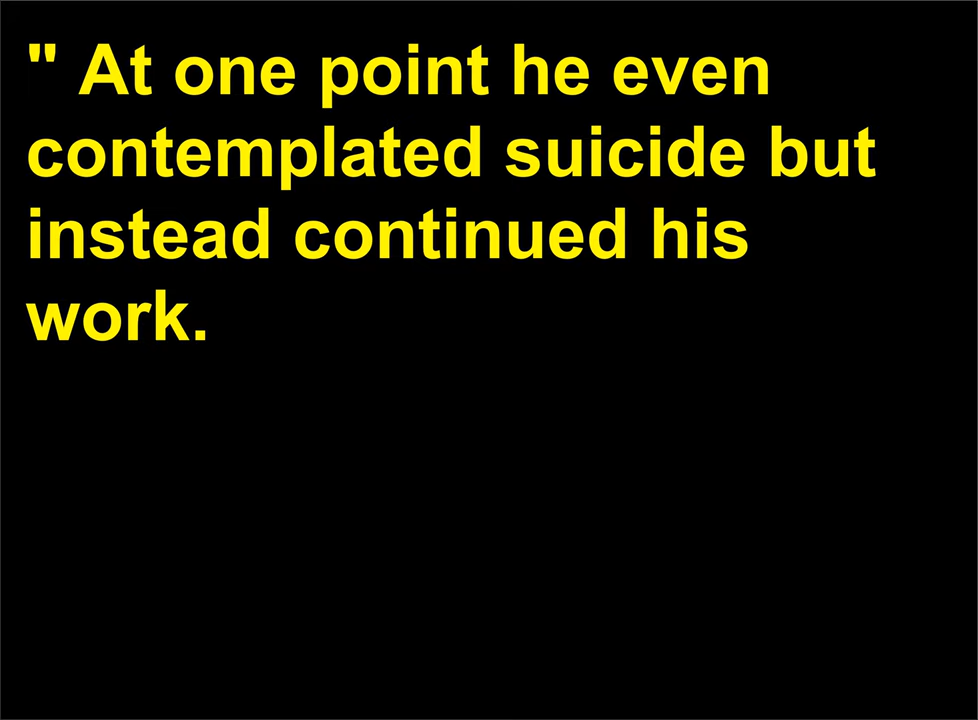 " At one point he even
contemplated suicide but
instead continued his
work.